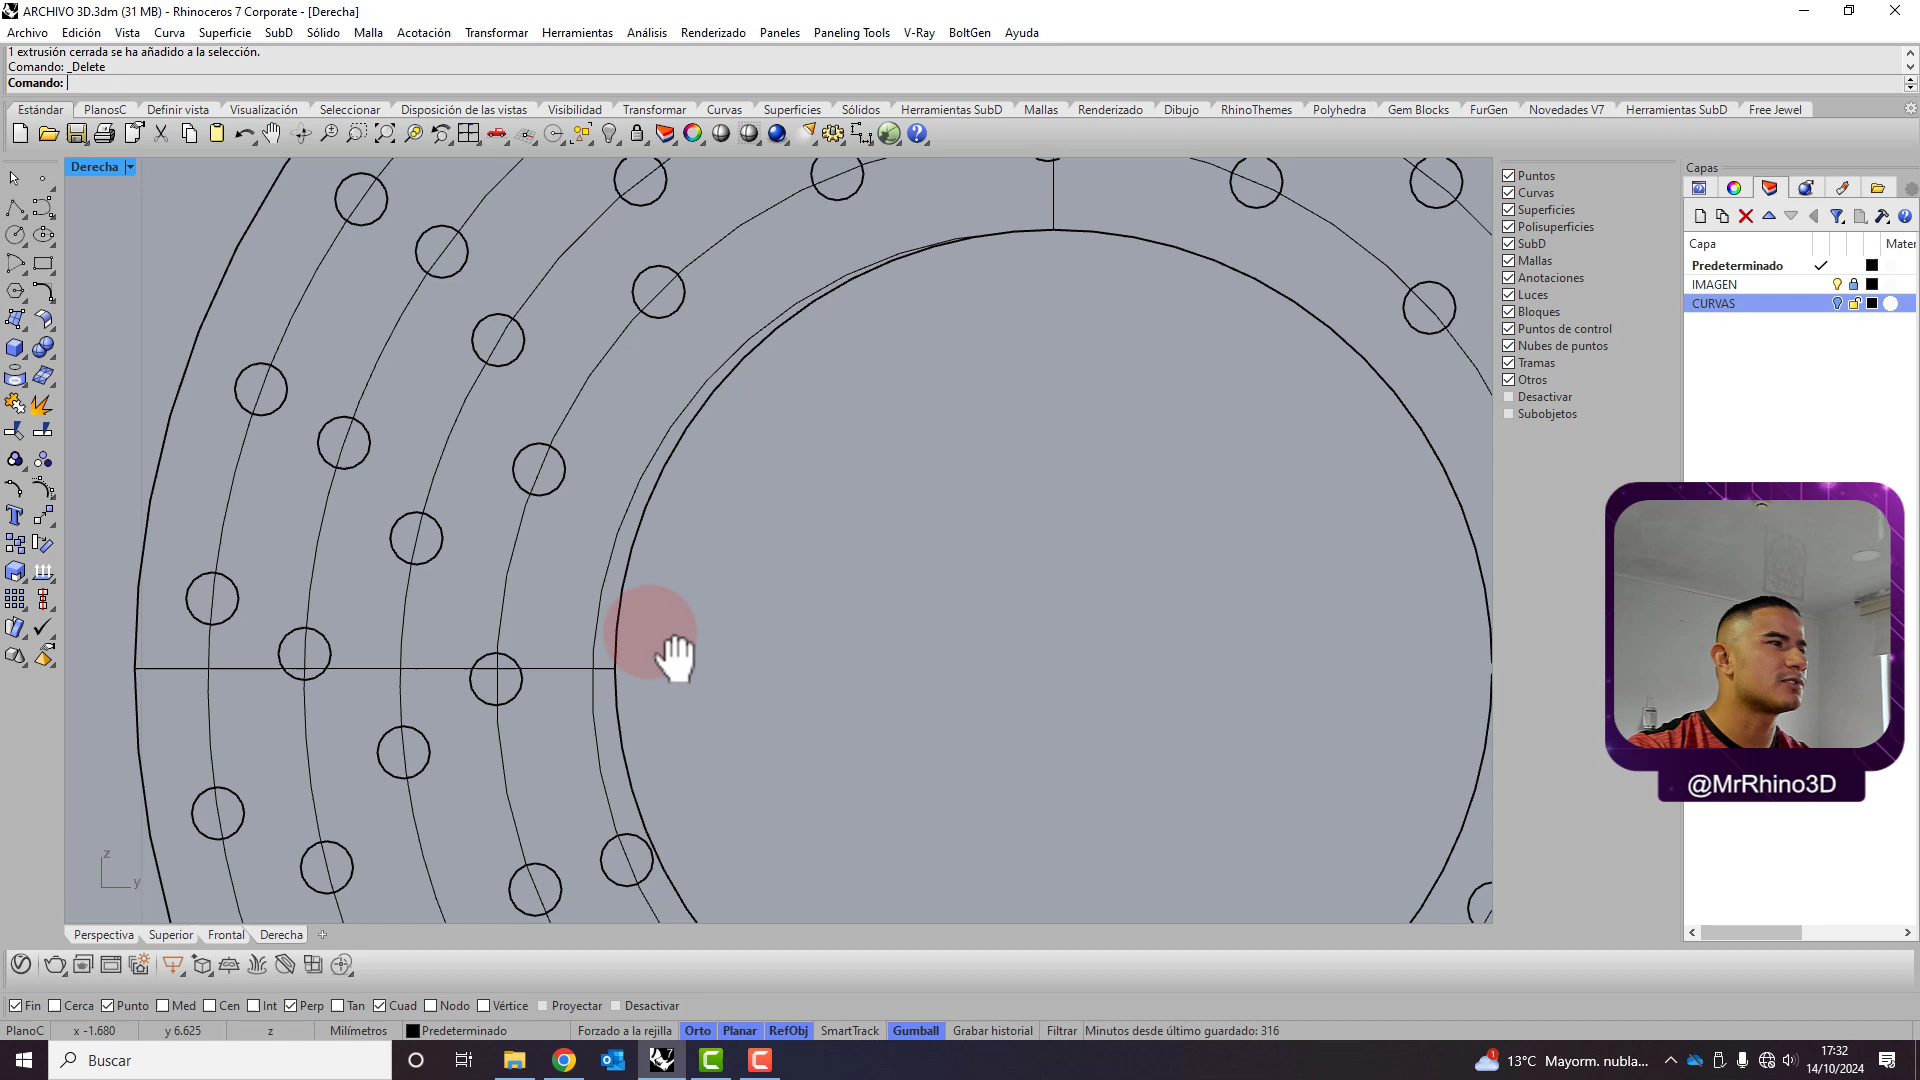 ARCHIVO 3D.3dm (31 MB) - Rhinoceros 7 Corporate - [Derecha]
Archivo Edición Vista Curva Superficie SubD Sólido Malla Acotación Transformar Herramientas Análisis Renderizado Paneles Paneling Tools V-Ray BoltGen Ayuda
1 extrusión cerrada se ha añadido a la selección.
Comando: _Delete
Comando:
Estándar PlanosC Definir vista Visualización Seleccionar Disposición de las vistas Visibilidad Transformar Curvas Superficies Sólidos Herramientas SubD Mallas Renderizado Dibujo RhinoThemes Polyhedra Gem Blocks FurGen Novedades V7 Herramientas SubD Free Jewel
Derecha
Puntos
Curvas
Superficies
Polisuperficies
SubD
Mallas
Anotaciones
Luces
Bloques
Puntos de control
Nubes de puntos
Tramas
Otros
Desactivar
Subobjetos
Capas
Capa Mater
Predeterminado
IMAGEN
CURVAS
@MrRhino3D
z
y
Perspectiva Superior Frontal Derecha
Fin Cerca Punto Med Cen Int Perp Tan Cuad Nodo Vértice Proyectar Desactivar
PlanoC x -1.680 y 6.625 z Milímetros Predeterminado Forzado a la rejilla Orto Planar RefObj SmartTrack Gumball Grabar historial Filtrar Minutos desde último guardado: 316
Buscar
7
1
13°C Mayorm. nubla...
17:32
14/10/2024